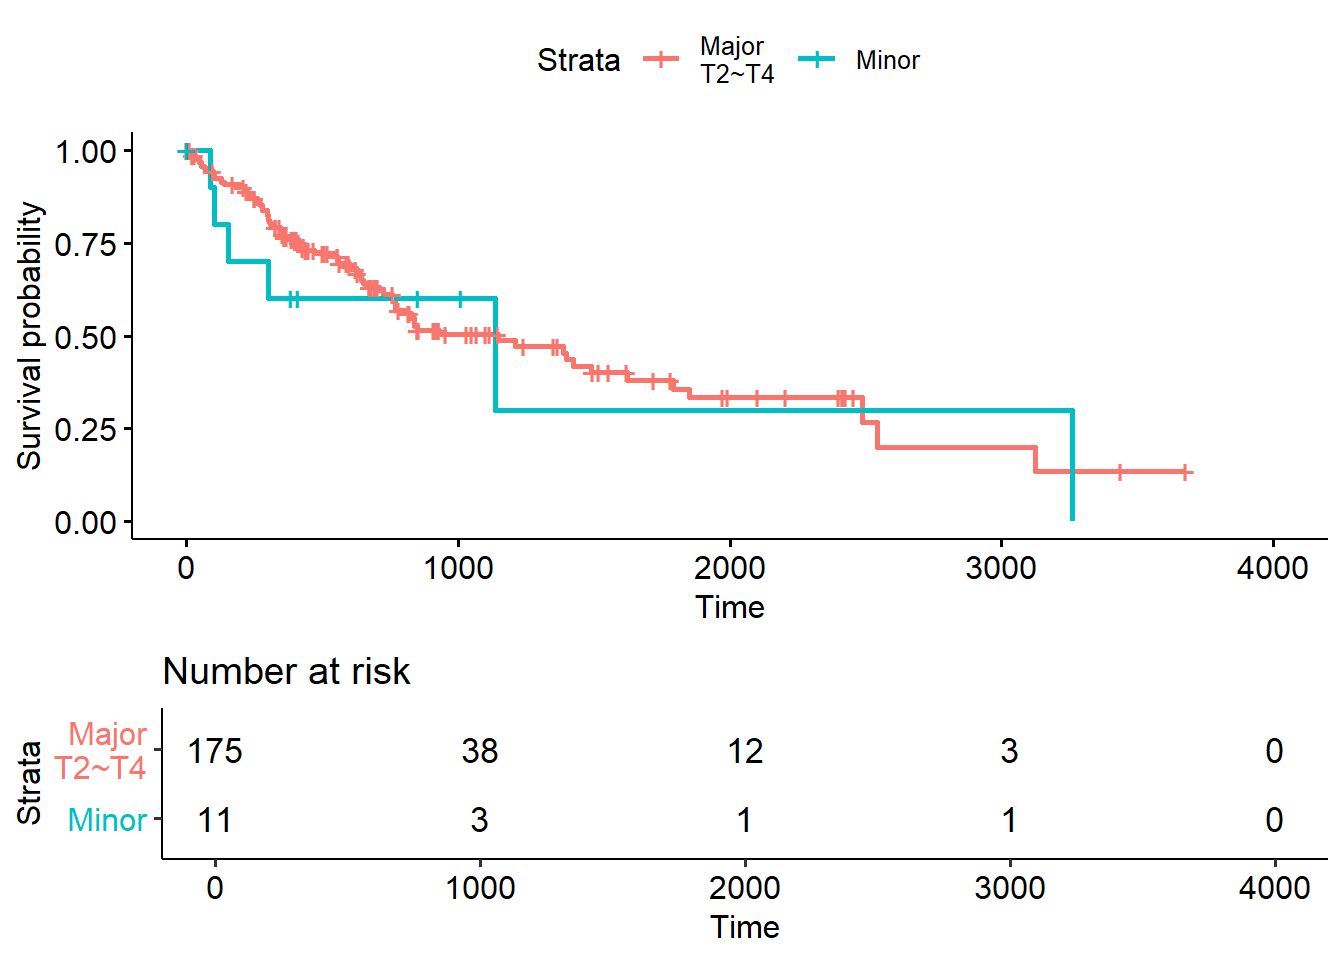 Strata Major Minor
T2~T4
1.00
0.75
0.50
0.25
0.00
Survival probability
0 1000 2000 3000 4000
Time
Number at risk
Strata
Major
T2~T4 175 38 12 3 0
Minor 11 3 1 1 0
0 1000 2000 3000 4000
Time